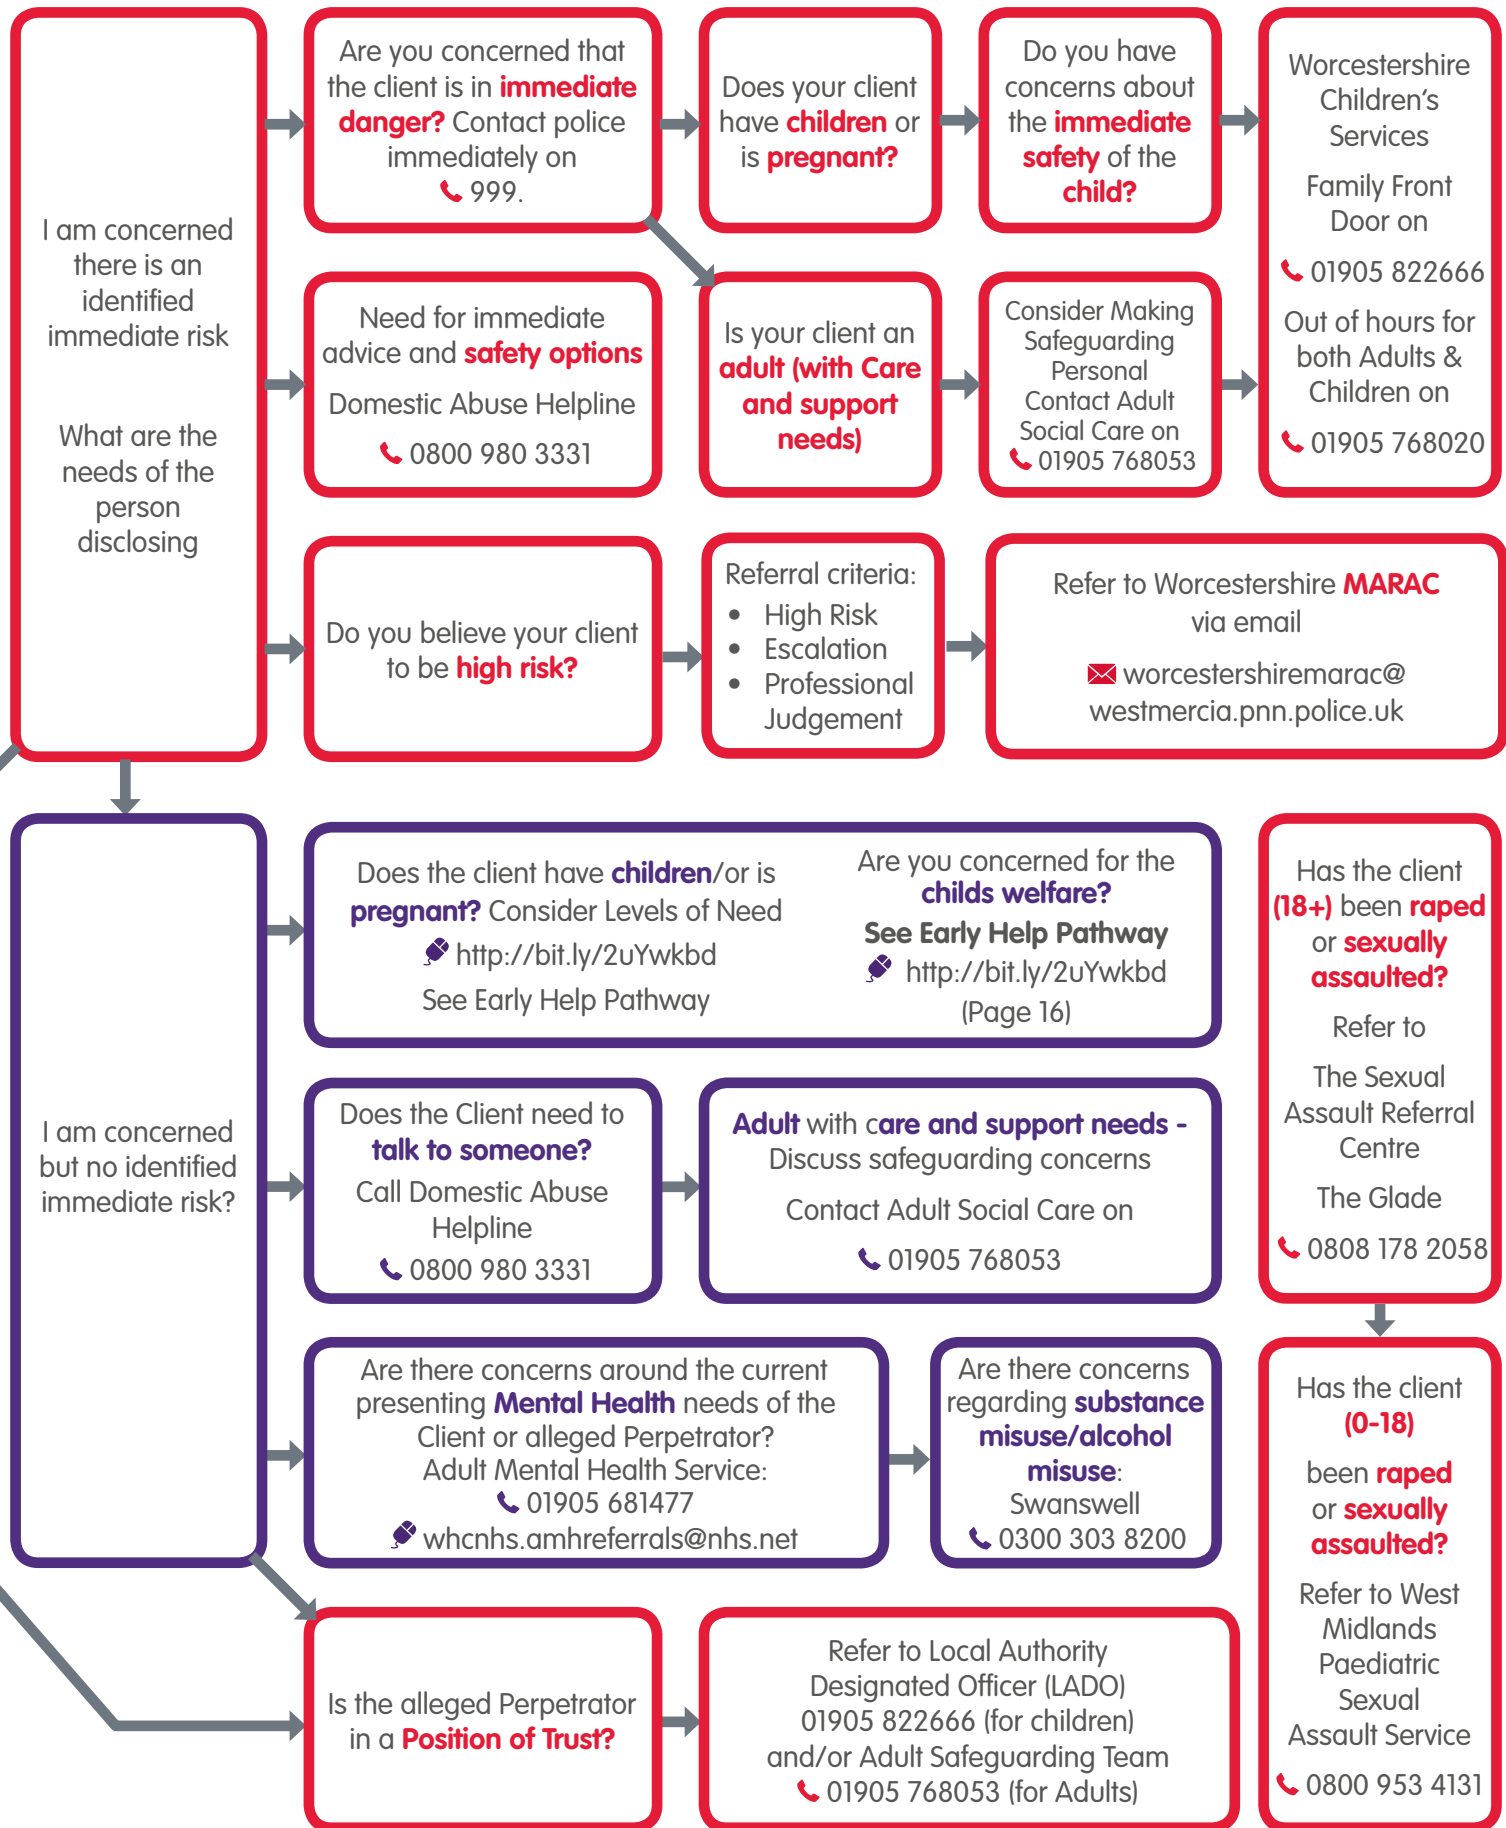 I am concerned
there is an
identified
immediate risk
What are the
needs of the
person
disclosing
Are you concerned that
the client is in immediate
danger? Contact police
immediately on
999.
Does your client
have children or
is pregnant?
Do you have
concerns about
the immediate
safety of the
child?
Worcestershire
Children's
Services
Family Front
Door on
01905 822666
Out of hours for
both Adults &
Children on
01905 768020
Need for immediate
advice and safety options
Domestic Abuse Helpline
0800 980 3331
Is your client an
adult (with Care
and support
needs)
Consider Making
Safeguarding
Personal
Contact Adult
Social Care on
01905 768053
Do you believe your client
to be high risk?
Referral criteria:
• High Risk
• Escalation
• Professional
Judgement
Refer to Worcestershire MARAC
via email
worcestershiremarac@
westmercia.pnn.police.uk
I am concerned
but no identified
immediate risk?
Does the client have children/or is
pregnant? Consider Levels of Need
http://bit.ly/2uYwkbd
See Early Help Pathway
Are you concerned for the
childs welfare?
See Early Help Pathway
http://bit.ly/2uYwkbd
(Page 16)
Does the Client need to
talk to someone?
Call Domestic Abuse
Helpline
0800 980 3331
Adult with care and support needs -
Discuss safeguarding concerns
Contact Adult Social Care on
01905 768053
Are there concerns around the current
presenting Mental Health needs of the
Client or alleged Perpetrator?
Adult Mental Health Service:
01905 681477
whcnhs.amhreferrals@nhs.net
Are there concerns
regarding substance
misuse/alcohol
misuse:
Swanswell
0300 303 8200
Has the client
(18+) been raped
or sexually
assaulted?
Refer to
The Sexual
Assault Referral
Centre
The Glade
0808 178 2058
Has the client
(0-18)
been raped
or sexually
assaulted?
Refer to West
Midlands
Paediatric
Sexual
Assault Service
0800 953 4131
Is the alleged Perpetrator
in a Position of Trust?
Refer to Local Authority
Designated Officer (LADO)
01905 822666 (for children)
and/or Adult Safeguarding Team
01905 768053 (for Adults)